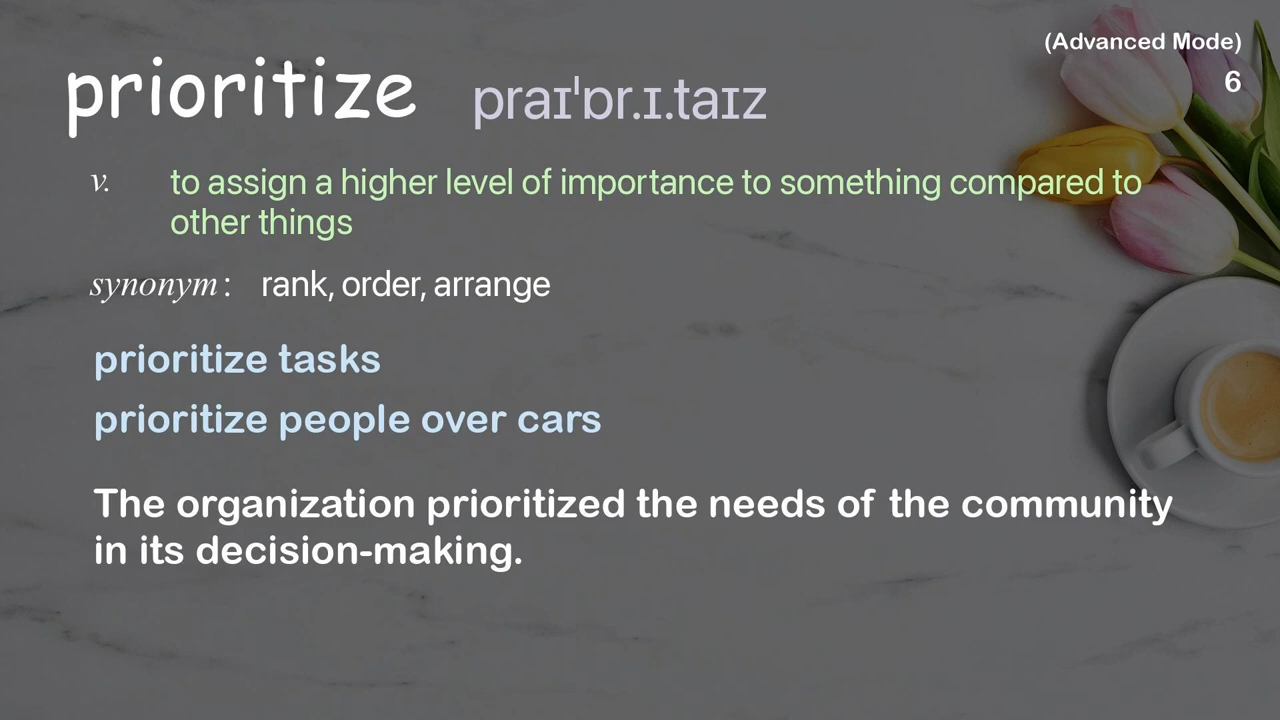 (Advanced Mode)
6
prioritize praɪˈɒr.ɪ.taɪz
v. to assign a higher level of importance to something compared to
other things
synonym: rank, order, arrange
prioritize tasks
prioritize people over cars
The organization prioritized the needs of the community
in its decision-making.